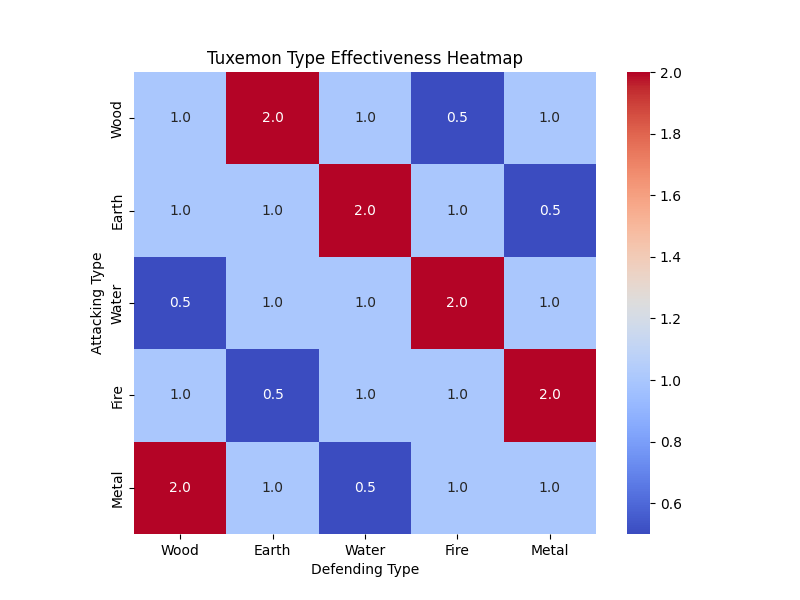 Tuxemon Type Effectiveness Heatmap
Attacking Type
Wood 1.0 2.0 1.0 0.5 1.0
Earth 1.0 1.0 2.0 1.0 0.5
Water 0.5 1.0 1.0 2.0 1.0
Fire 1.0 0.5 1.0 1.0 2.0
Metal 2.0 1.0 0.5 1.0 1.0
Wood Earth Water Fire Metal
Defending Type
2.0
1.8
1.6
1.4
1.2
1.0
0.8
0.6